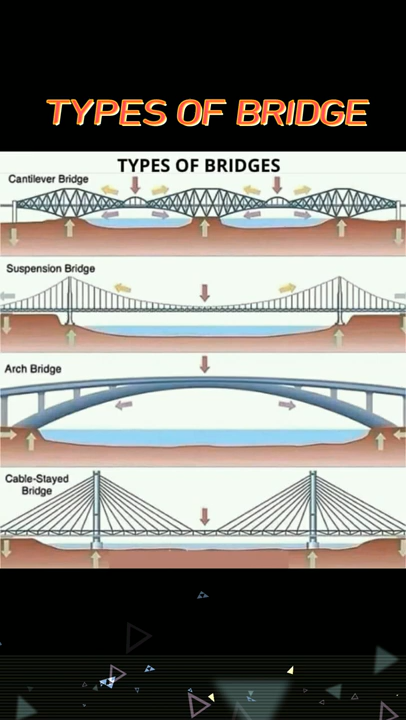 TYPES OF BRIDGE
TYPES OF BRIDGES
Cantilever Bridge
Suspension Bridge
Arch Bridge
Cable-Stayed
Bridge